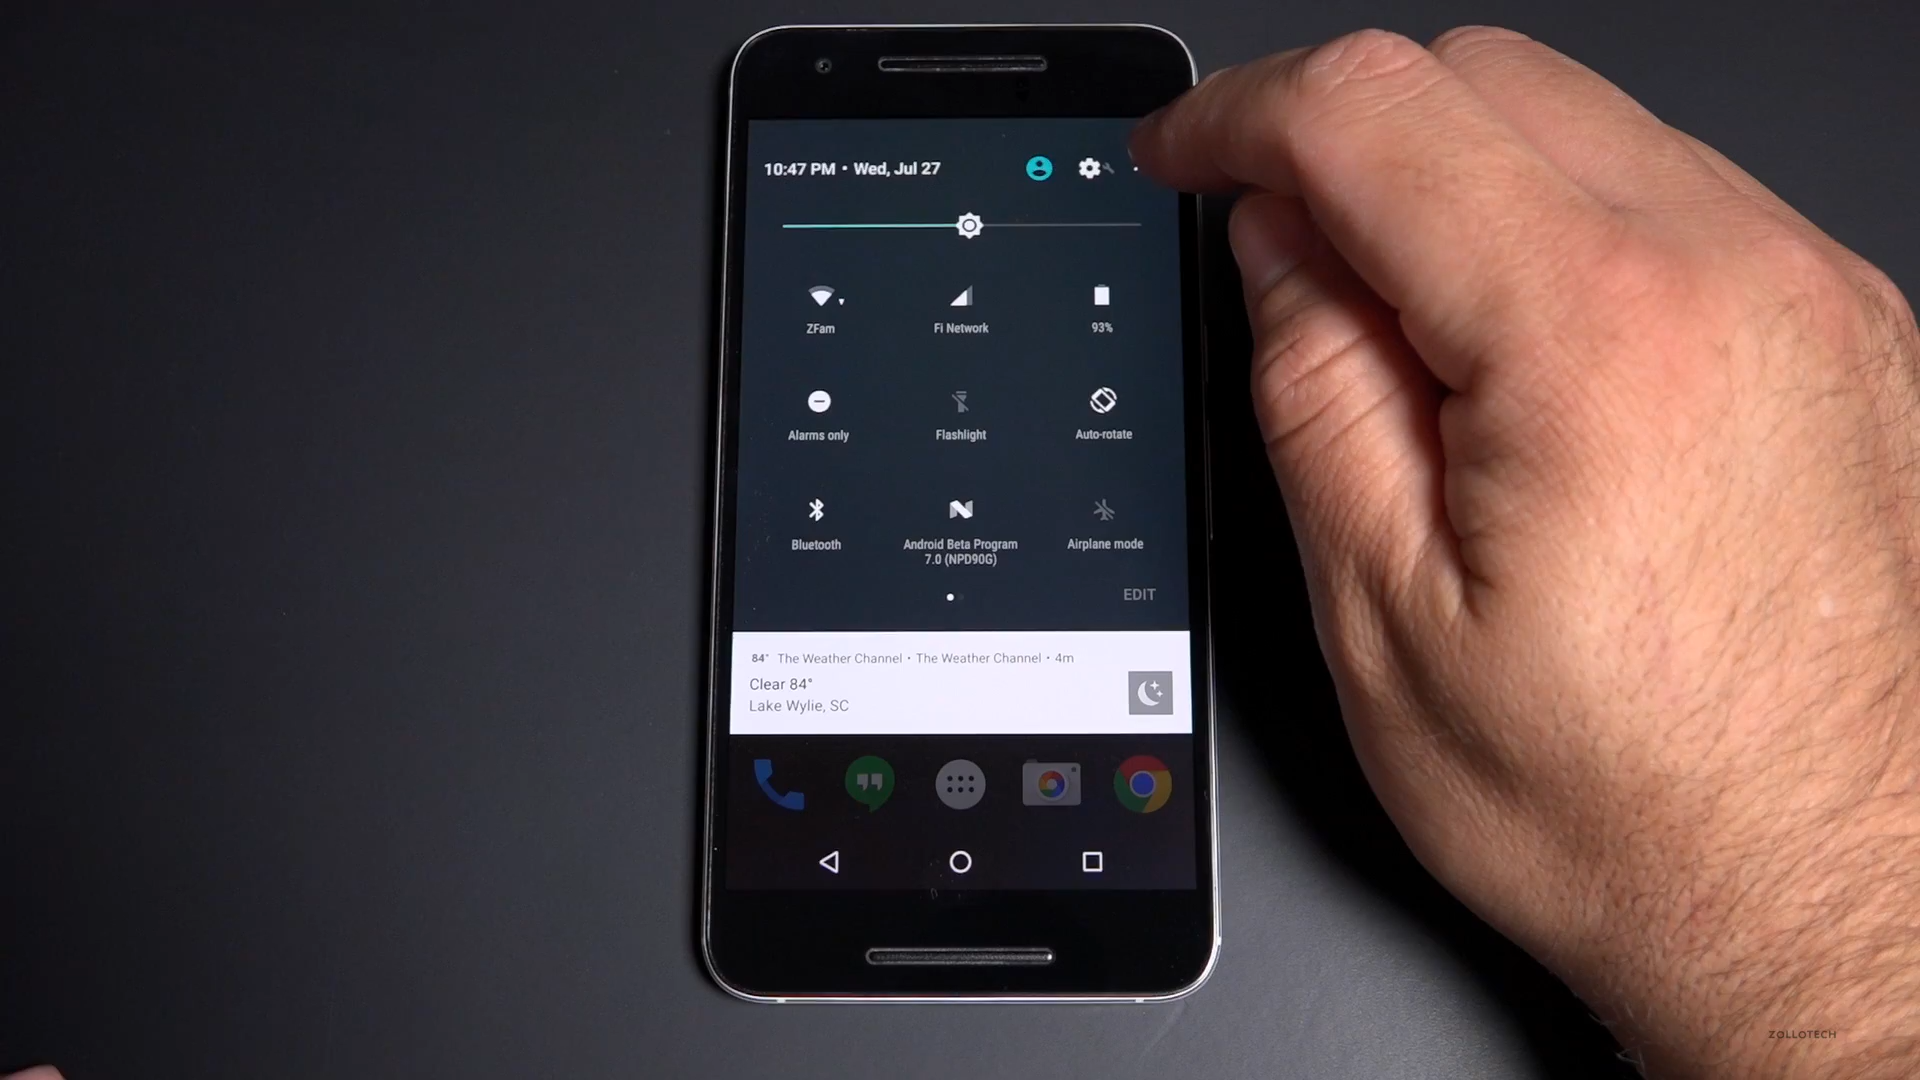 10:47 PM • Wed, Jul 27
ZFam
Fi Network
93%
Alarms only
Flashlight
Auto-rotate
Bluetooth
Android Beta Program
7.0 (NPD90G)
Airplane mode
EDIT
84° The Weather Channel • The Weather Channel • 4m
Clear 84°
Lake Wylie, SC
ZOLLOTECH